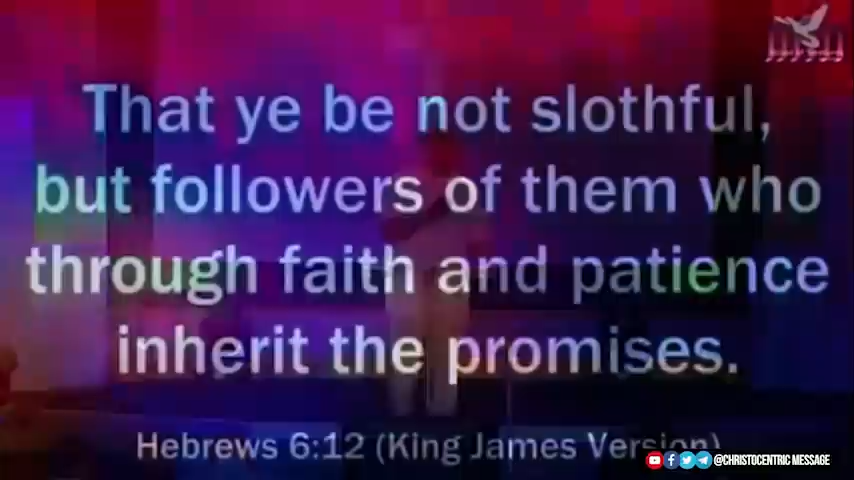 That ye be not slothful,
but followers of them who
through faith and patience
inherit the promises.
Hebrews 6:12 (King James Version)
@CHRISTOCENTRIC MESSAGE